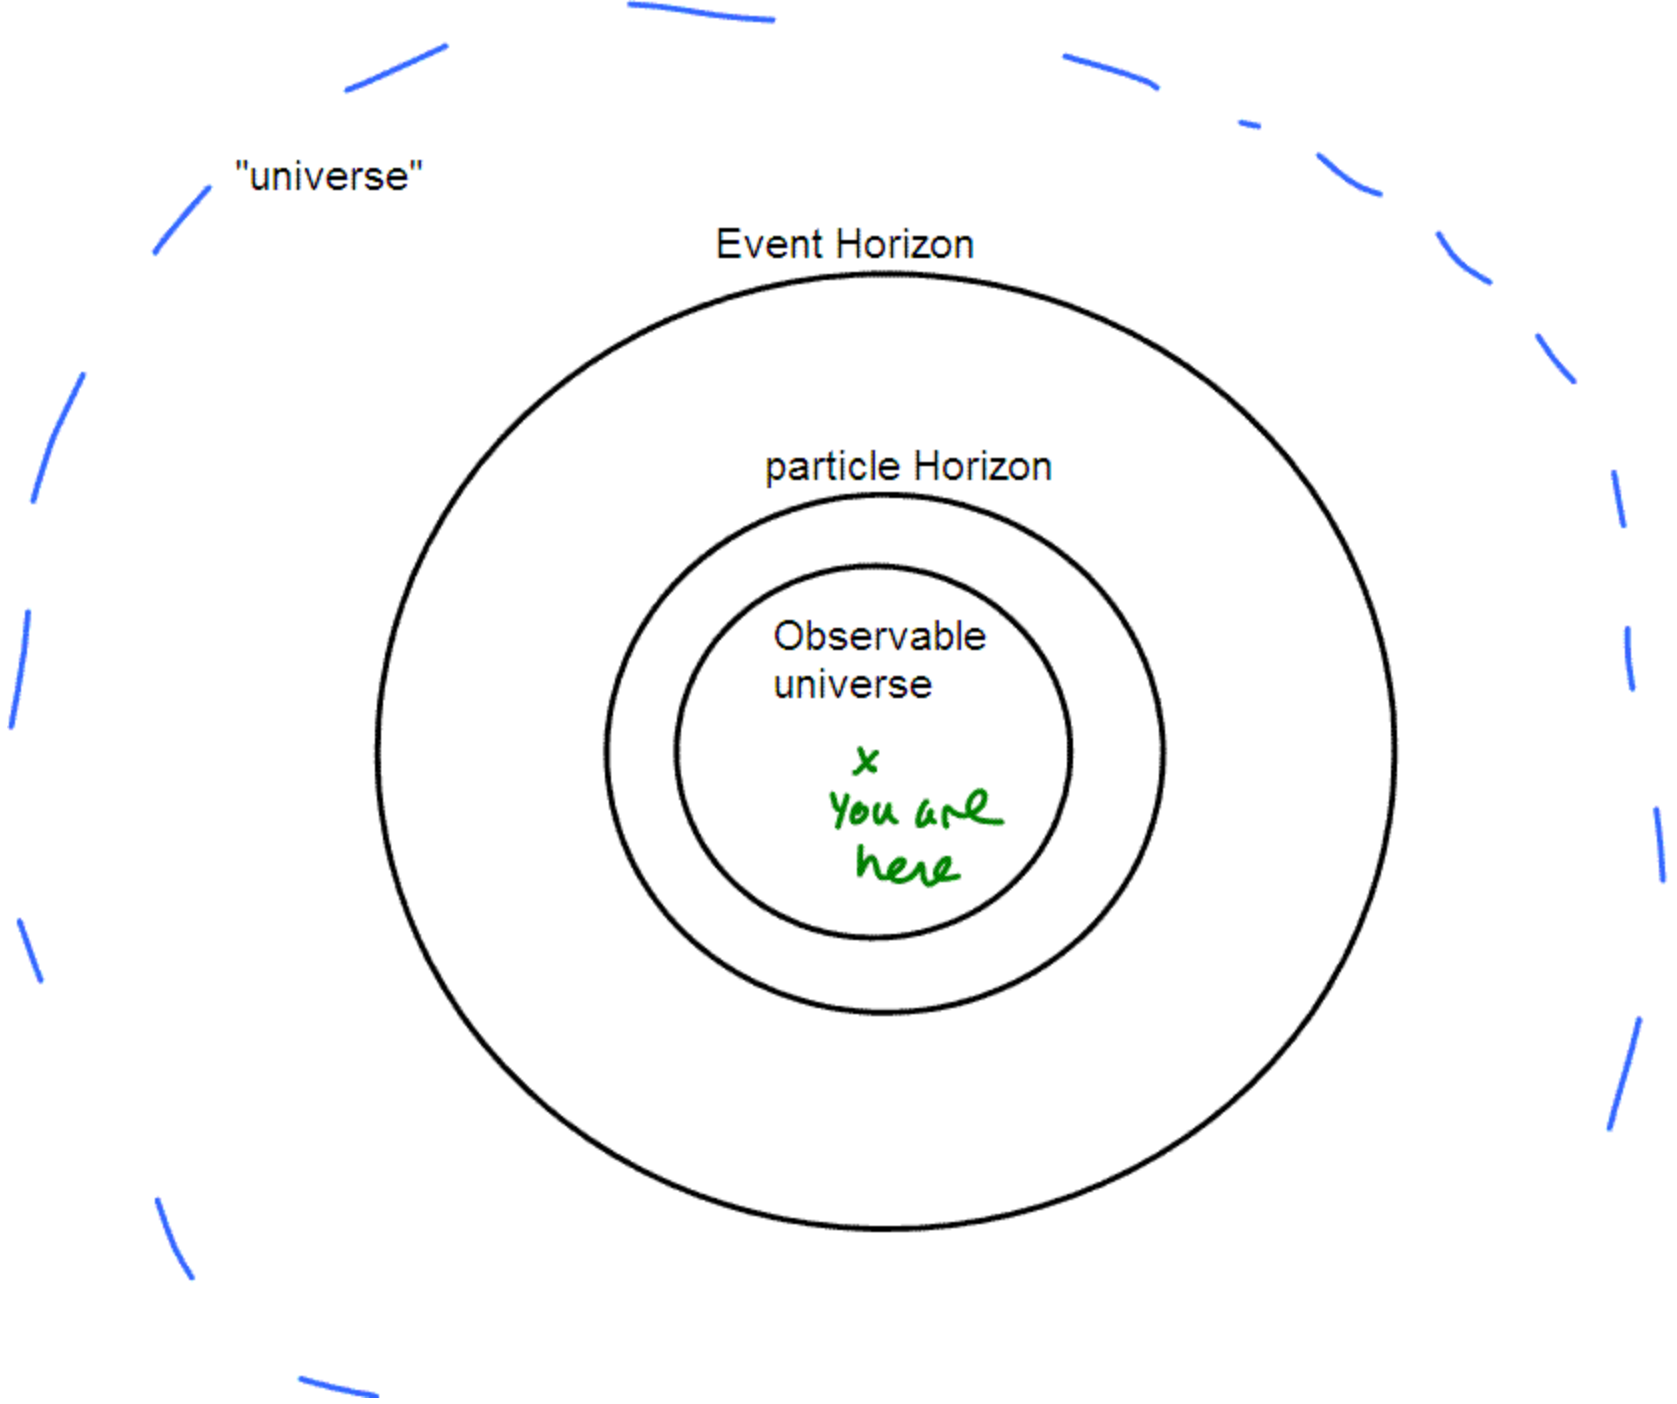 "universe"
Event Horizon
particle Horizon
Observable
universe
x
You are
here